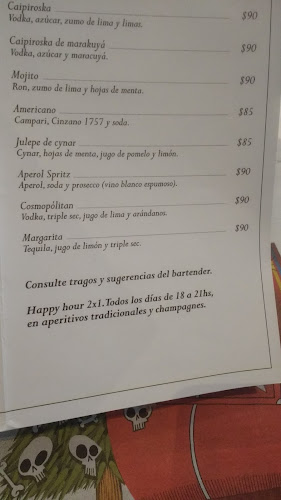 Caipiroska $90
Vodka, azúcar, zumo de lima y limas.
Caipiroska de marakuyá $90
Vodka, azúcar y maracuyá.
Mojito $90
Ron, zumo de lima y hojas de menta.
Americano $85
Campari, Cinzano 1757 y soda.
Julepe de cynar $85
Cynar, hojas de menta, jugo de pomelo y limón.
Aperol Spritz $90
Aperol, soda y prosecco (vino blanco espumoso).
Cosmopólitan $90
Vodka, triple sec, jugo de lima y arándanos.
Margarita $90
Tequila, jugo de limón y triple sec.
Consulte tragos y sugerencias del bartender.
Happy hour 2x1. Todos los días de 18 a 21hs,
en aperitivos tradicionales y champagnes.